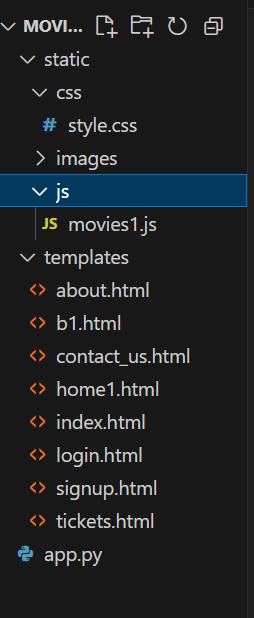 MOVI...
static
css
# style.css
images
js
JS movies1.js
templates
<> about.html
<> b1.html
<> contact_us.html
<> home1.html
<> index.html
<> login.html
<> signup.html
<> tickets.html
app.py